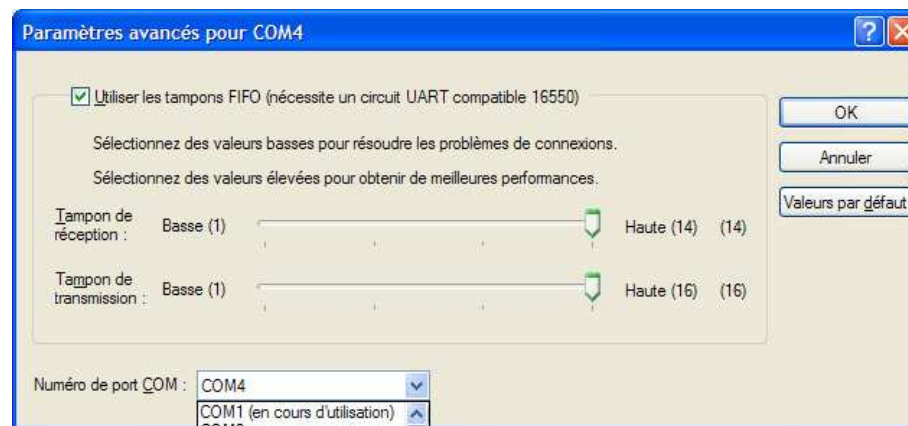 Paramètres avancés pour COM4
Utiliser les tampons FIFO (nécessite un circuit UART compatible 16550)
OK
Sélectionnez des valeurs basses pour résoudre les problèmes de connexions.
Annuler
Sélectionnez des valeurs élevées pour obtenir de meilleures performances.
Valeurs par défaut
Tampon de
réception :
Basse (1)
Haute (14)
(14)
Tampon de
transmission :
Basse (1)
Haute (16)
(16)
Numéro de port COM :
COM4
COM1 (en cours d'utilisation)